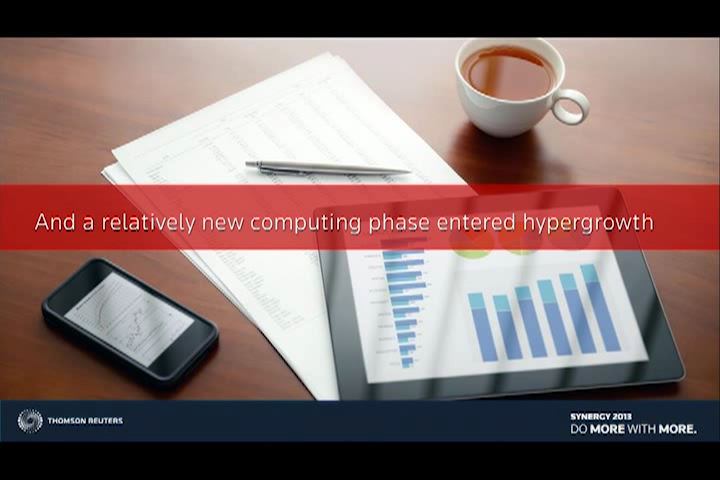 And a relatively new computing phase entered hypergrowth
THOMSON REUTERS
SYNERGY 2013
DO MORE WITH MORE.